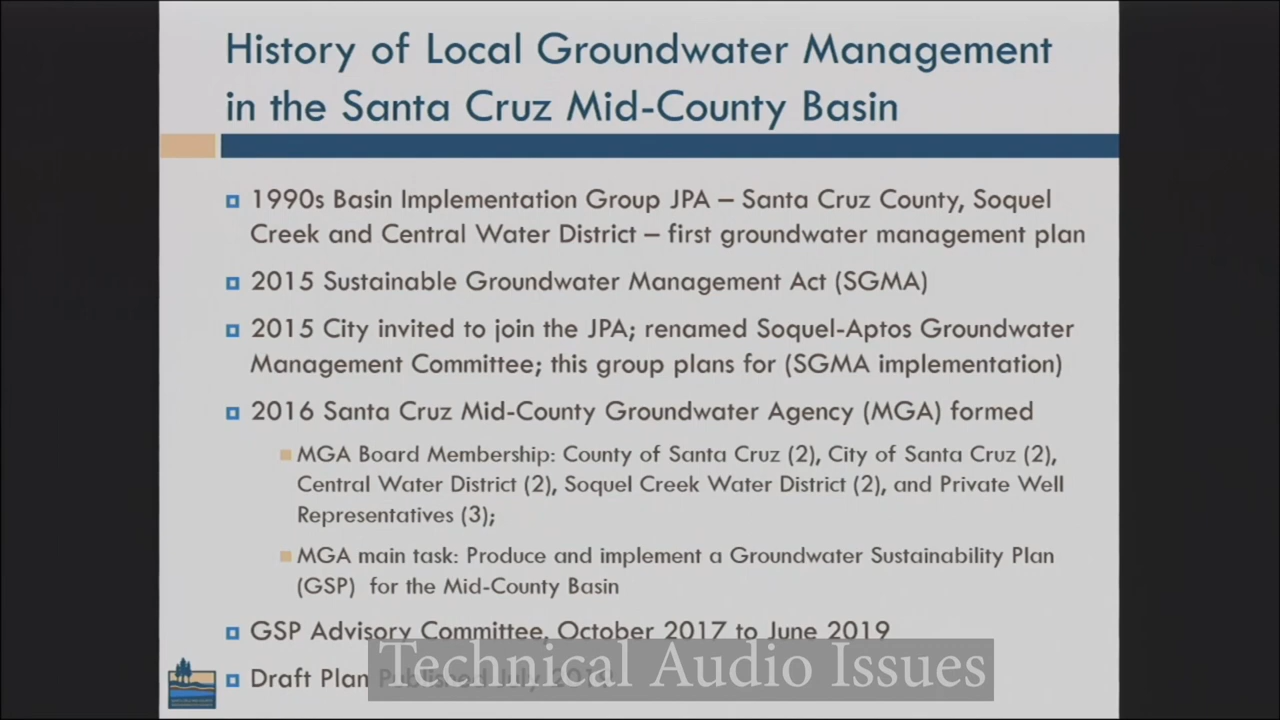 History of Local Groundwater Management
in the Santa Cruz Mid-County Basin
1990s Basin Implementation Group JPA – Santa Cruz County, Soquel
Creek and Central Water District – first groundwater management plan
2015 Sustainable Groundwater Management Act (SGMA)
2015 City invited to join the JPA; renamed Soquel-Aptos Groundwater
Management Committee; this group plans for (SGMA implementation)
2016 Santa Cruz Mid-County Groundwater Agency (MGA) formed
MGA Board Membership: County of Santa Cruz (2), City of Santa Cruz (2),
Central Water District (2), Soquel Creek Water District (2), and Private Well
Representatives (3);
MGA main task: Produce and implement a Groundwater Sustainability Plan
(GSP) for the Mid-County Basin
GSP Advisory Committee, October 2017 to June 2019
Draft Plan Published July
Technical Audio Issues